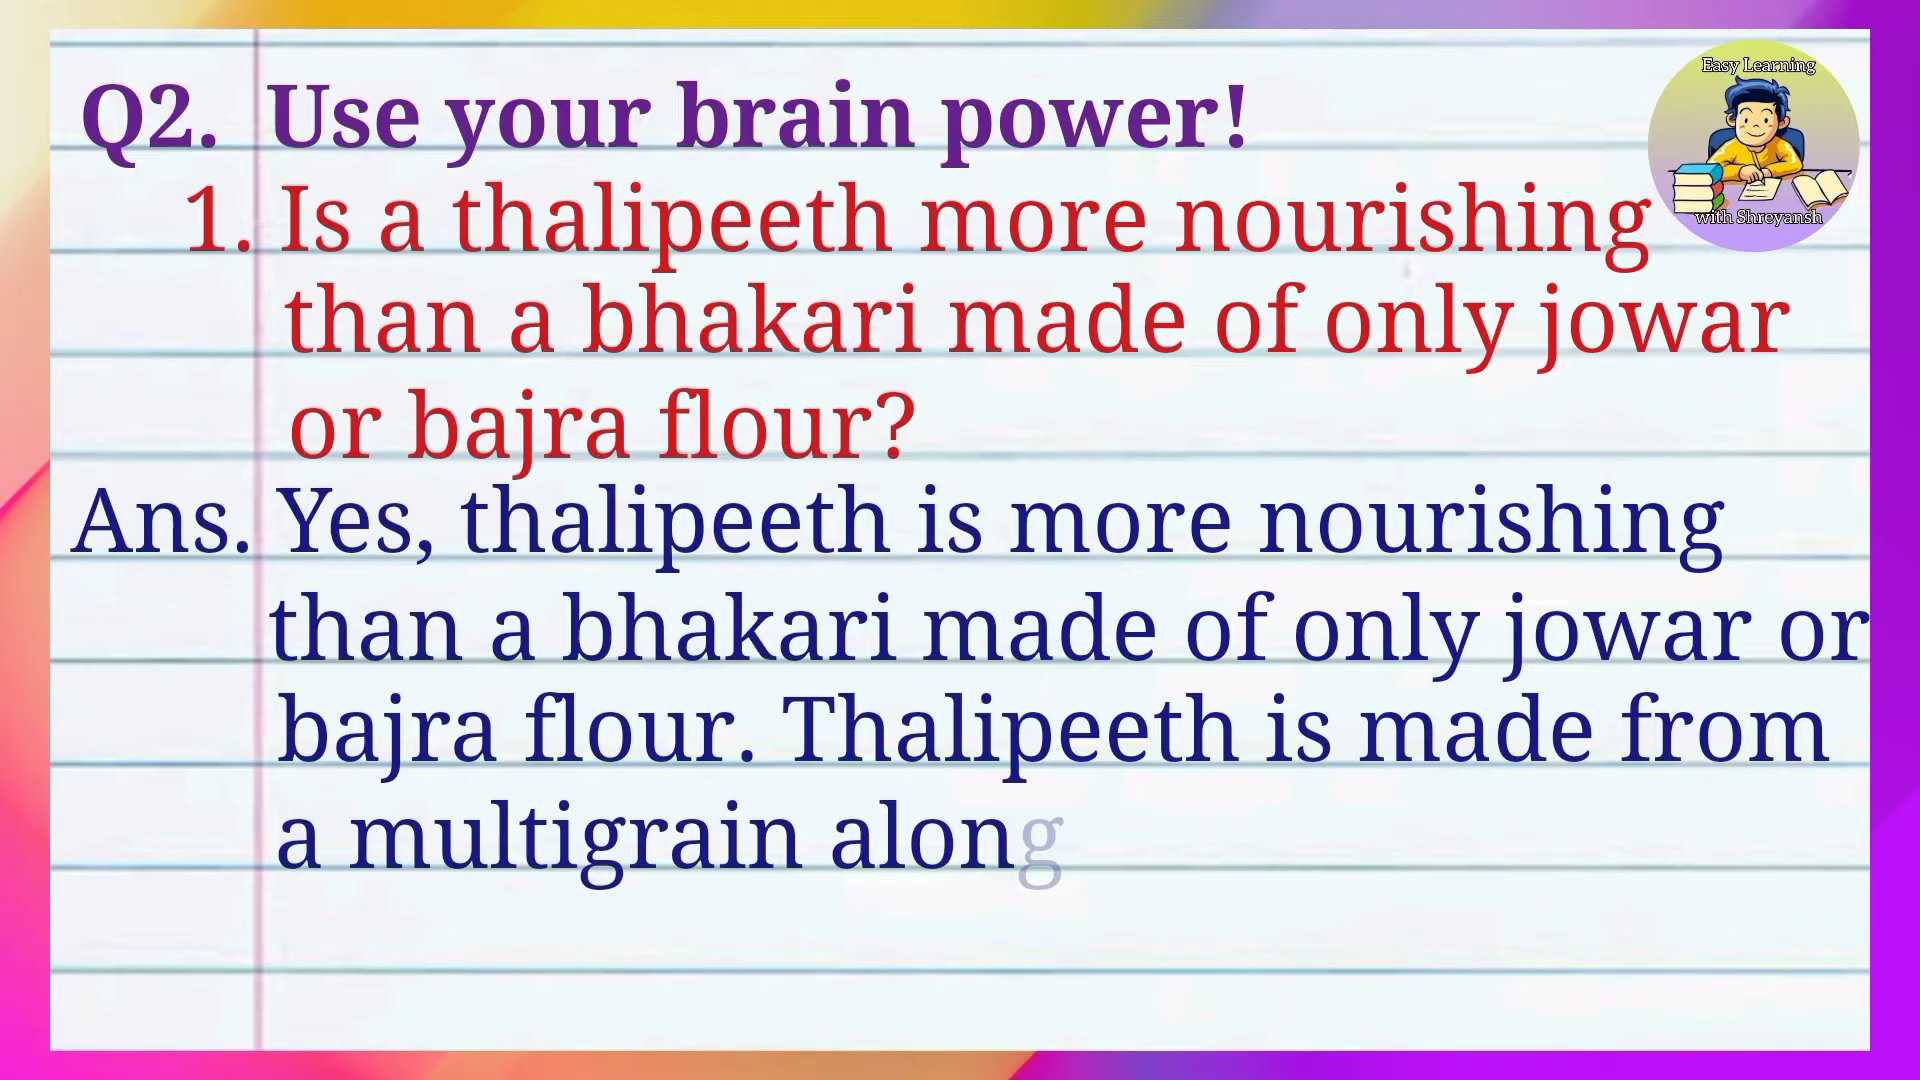 Easy Learning
with Shreyansh
Q2. Use your brain power!
1. Is a thalipeeth more nourishing
than a bhakari made of only jowar
or bajra flour?
Ans. Yes, thalipeeth is more nourishing
than a bhakari made of only jowar or
bajra flour. Thalipeeth is made from
a multigrain along